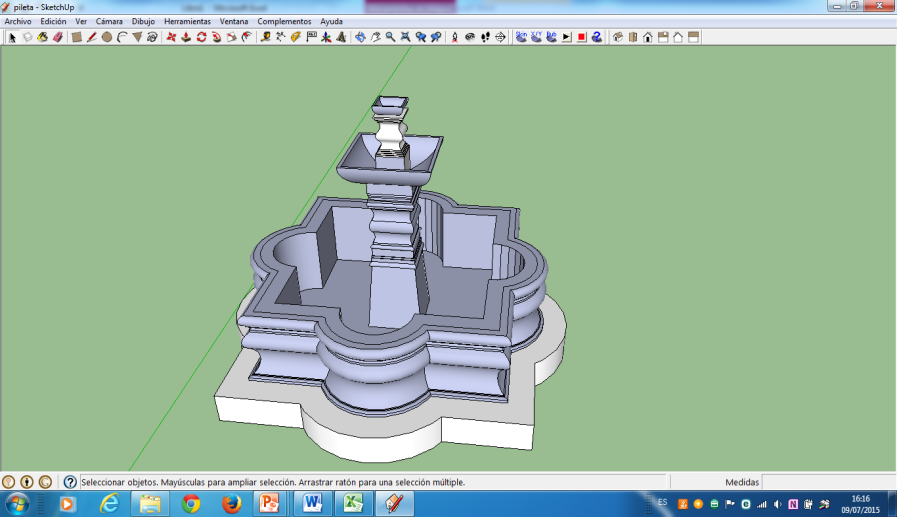 pileta - SketchUp
Archivo Edición Ver Cámara Dibujo Herramientas Ventana Complementos Ayuda
Seleccionar objetos. Mayúsculas para ampliar selección. Arrastrar ratón para una selección múltiple.
Medidas
ES
16:16
09/07/2015